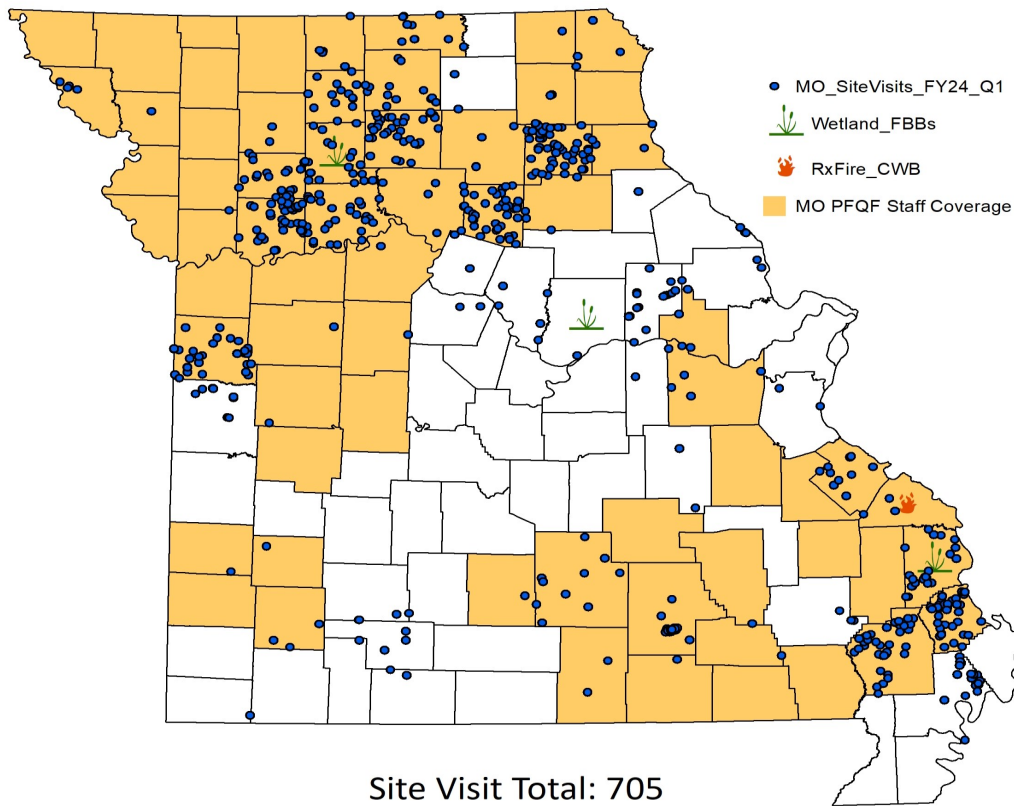 MO_SiteVisits_FY24_Q1
Wetland_FBBs
RxFire_CWB
MO PFQF Staff Coverage
Site Visit Total: 705